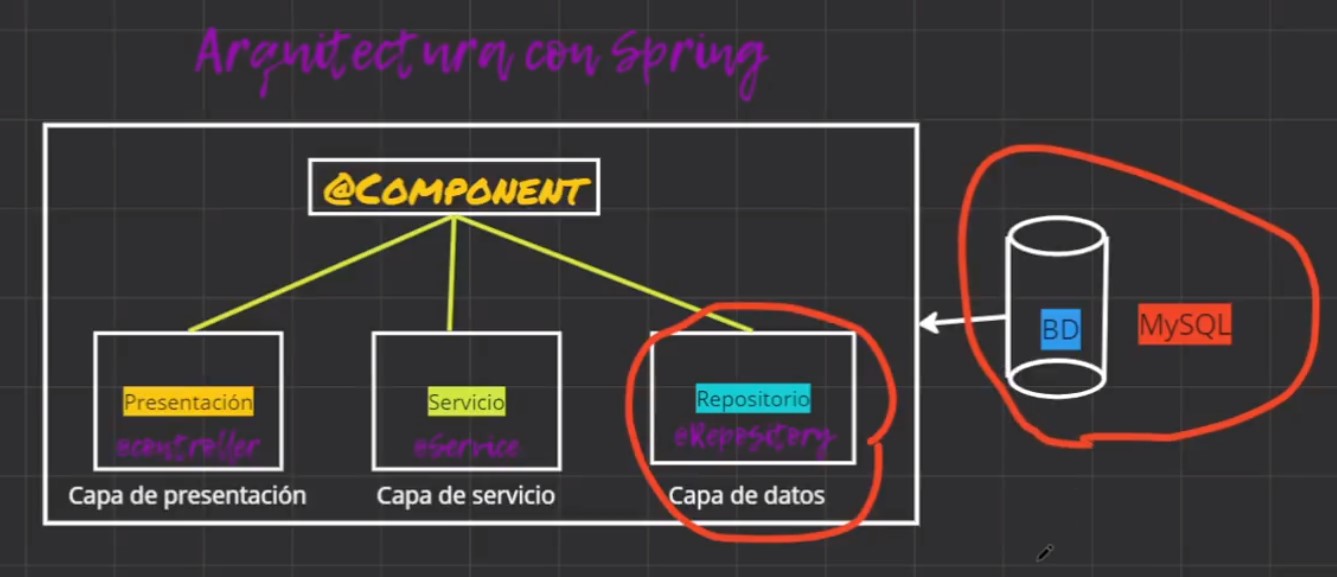 Arquitectura con Spring
@COMPONENT
Presentación
@controller
Capa de presentación
Servicio
@Service
Capa de servicio
Repositorio
@Repository
Capa de datos
BD
MySQL